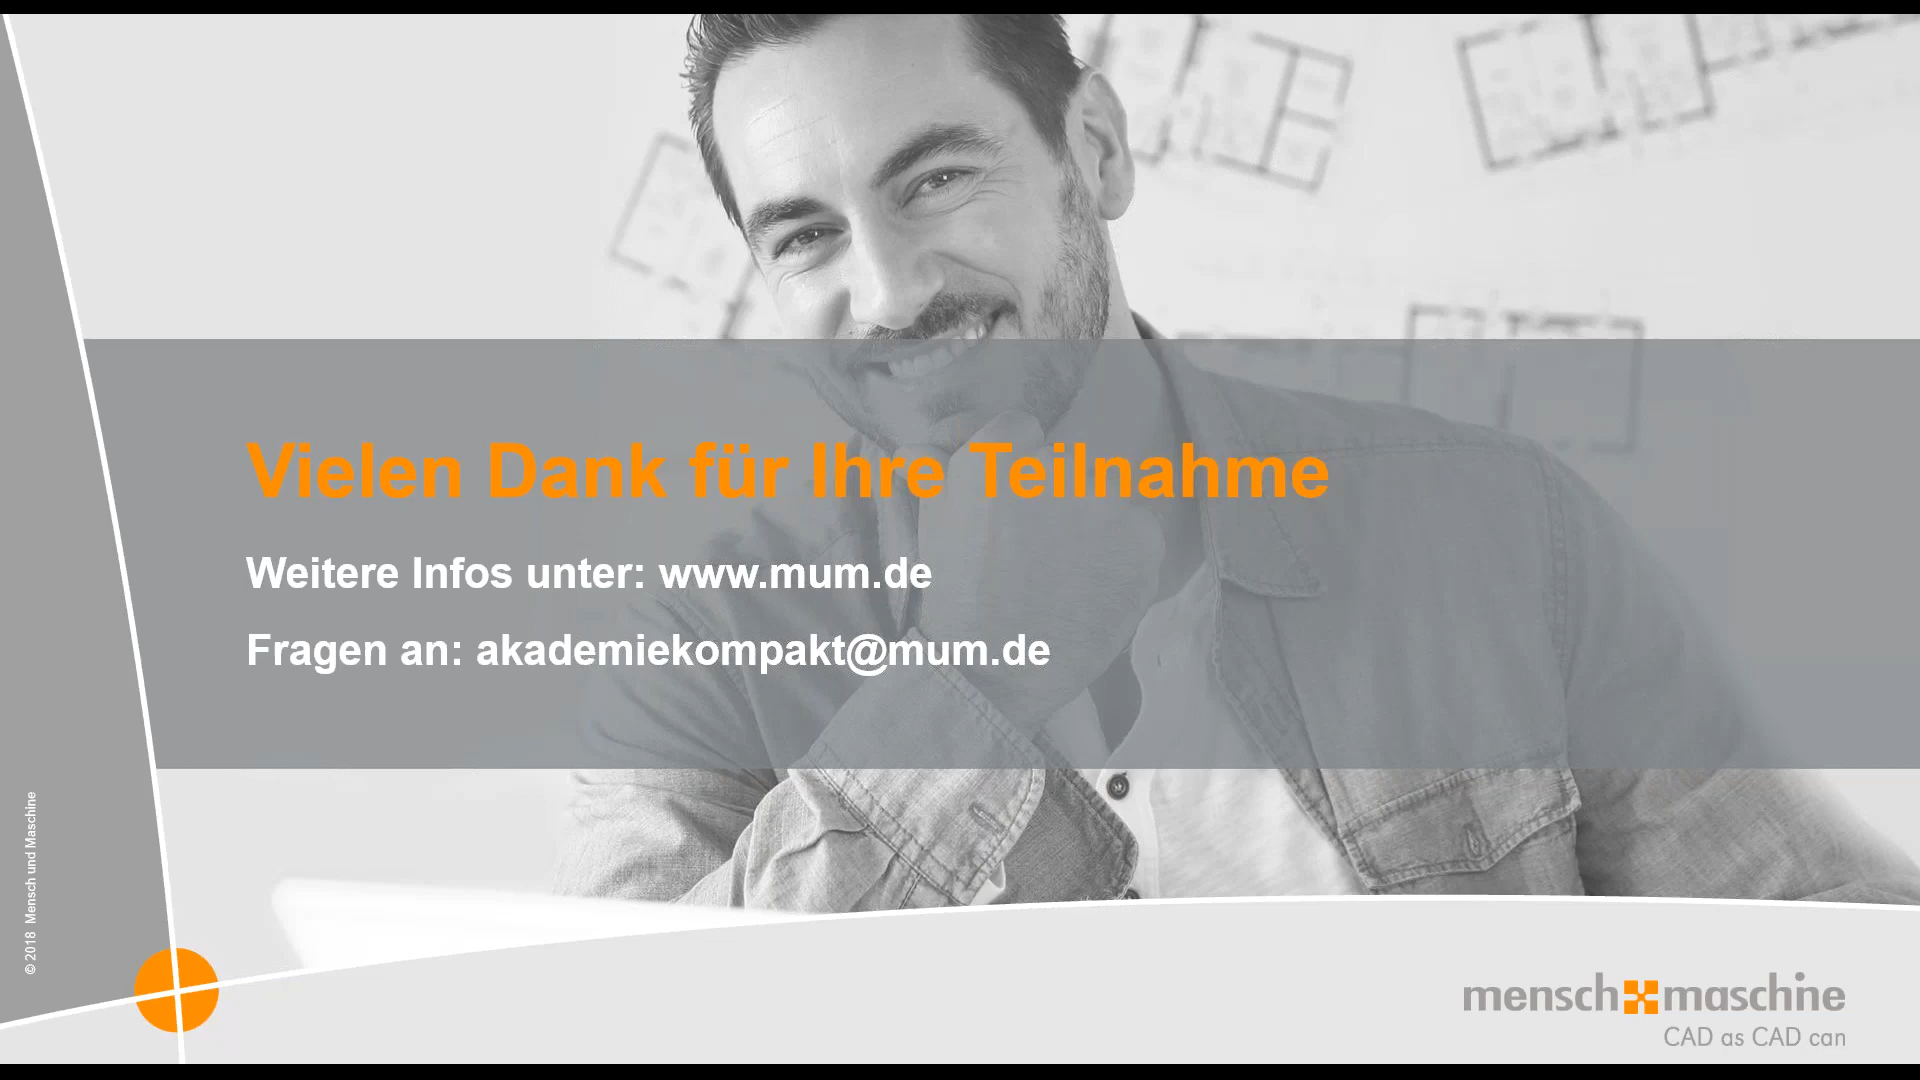 Vielen Dank für Ihre Teilnahme
Weitere Infos unter: www.mum.de
Fragen an: akademiekompakt@mum.de
© 2018 Mensch und Maschine
mensch maschine
CAD as CAD can